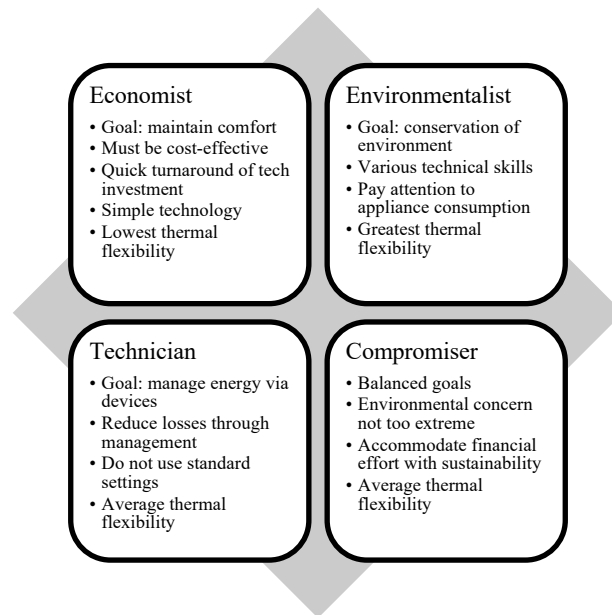 Economist
• Goal: maintain comfort
• Must be cost-effective
• Quick turnaround of tech
investment
• Simple technology
• Lowest thermal
flexibility
Environmentalist
• Goal: conservation of
environment
• Various technical skills
• Pay attention to
appliance consumption
• Greatest thermal
flexibility
Technician
• Goal: manage energy via
devices
• Reduce losses through
management
• Do not use standard
settings
• Average thermal
flexibility
Compromiser
• Balanced goals
• Environmental concern
not too extreme
• Accommodate financial
effort with sustainability
• Average thermal
flexibility